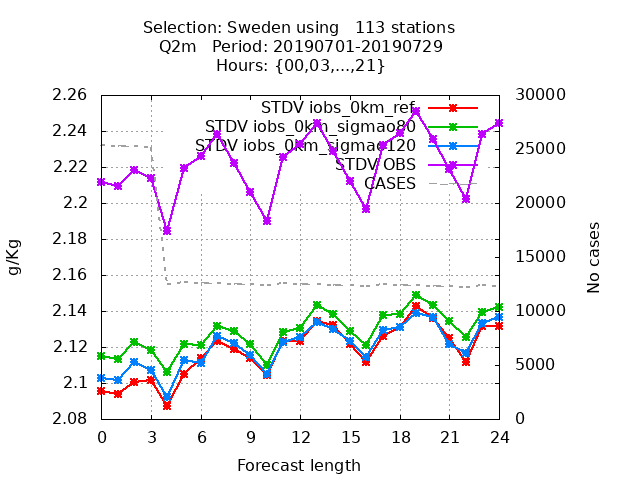 Selection: Sweden using   113 stations
Q2m   Period: 20190701-20190729
Hours: {00,03,...,21}
STDV iobs_0km_ref
STDV iobs_0km_sigmao80
STDV iobs_0km_sigmao120
STDV OBS
CASES
2.26
2.24
2.22
2.2
2.18
2.16
2.14
2.12
2.1
2.08
g/Kg
30000
25000
20000
15000
10000
5000
0
No cases
0 3 6 9 12 15 18 21 24
Forecast length